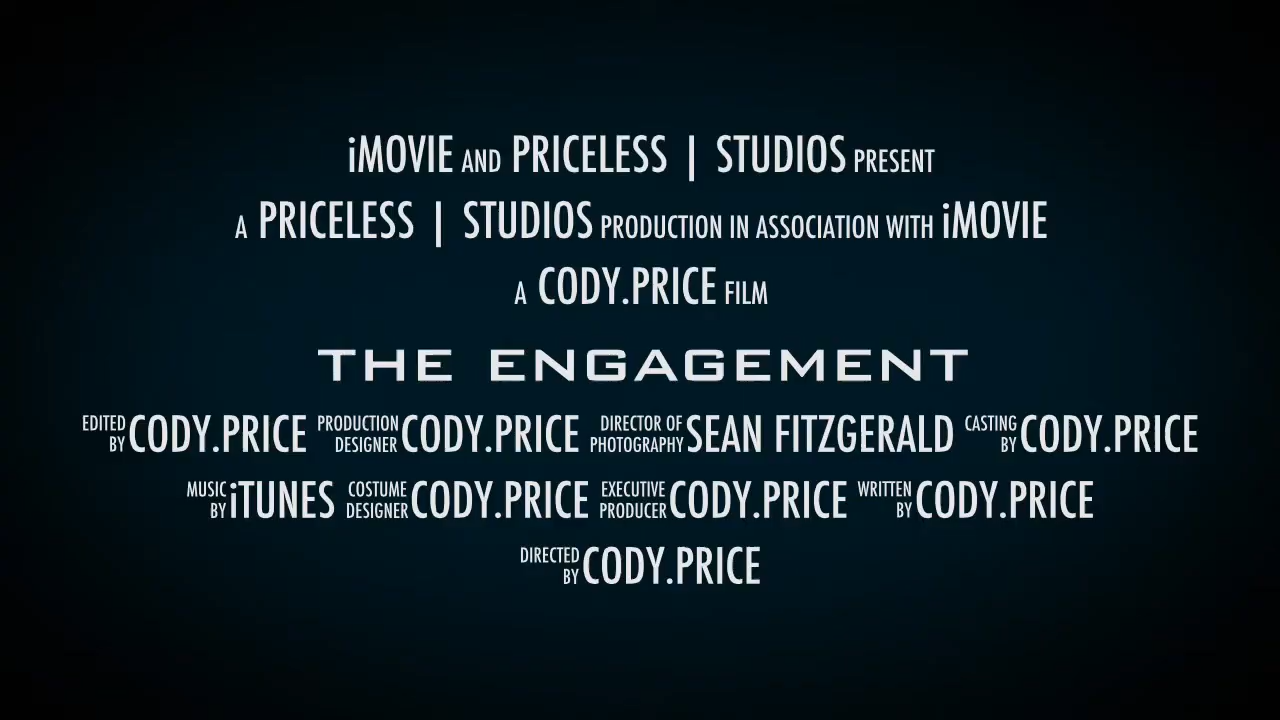 iMOVIE AND PRICELESS | STUDIOS PRESENT
A PRICELESS | STUDIOS PRODUCTION IN ASSOCIATION WITH iMOVIE
A CODY.PRICE FILM
THE ENGAGEMENT
EDITED BY CODY.PRICE PRODUCTION DESIGNER CODY.PRICE DIRECTOR OF PHOTOGRAPHY SEAN FITZGERALD CASTING BY CODY.PRICE
MUSIC BY iTUNES COSTUME DESIGNER CODY.PRICE EXECUTIVE PRODUCER CODY.PRICE WRITTEN BY CODY.PRICE
DIRECTED BY CODY.PRICE